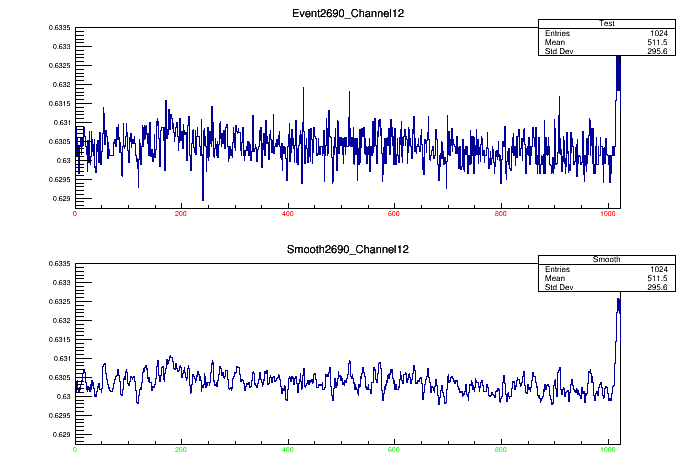 Event2690_Channel12
Test
Entries 1024
Mean 511.5
Std Dev 295.6
0.6335
0.633
0.6325
0.632
0.6315
0.631
0.6305
0.63
0.6295
0.629
0 200 400 600 800 1000
Smooth2690_Channel12
Smooth
Entries 1024
Mean 511.5
Std Dev 295.6
0.6335
0.633
0.6325
0.632
0.6315
0.631
0.6305
0.63
0.6295
0.629
0 200 400 600 800 1000